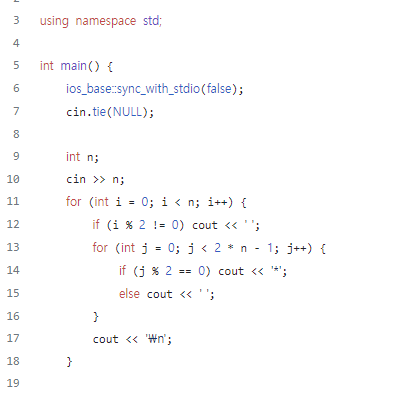 3 using namespace std;
4
5 int main() {
6 ios_base::sync_with_stdio(false);
7 cin.tie(NULL);
8
9 int n;
10 cin >> n;
11 for (int i = 0; i < n; i++) {
12 if (i % 2 != 0) cout << ' ';
13 for (int j = 0; j < 2 * n - 1; j++) {
14 if (j % 2 == 0) cout << '*';
15 else cout << ' ';
16 }
17 cout << '₩n';
18 }
19